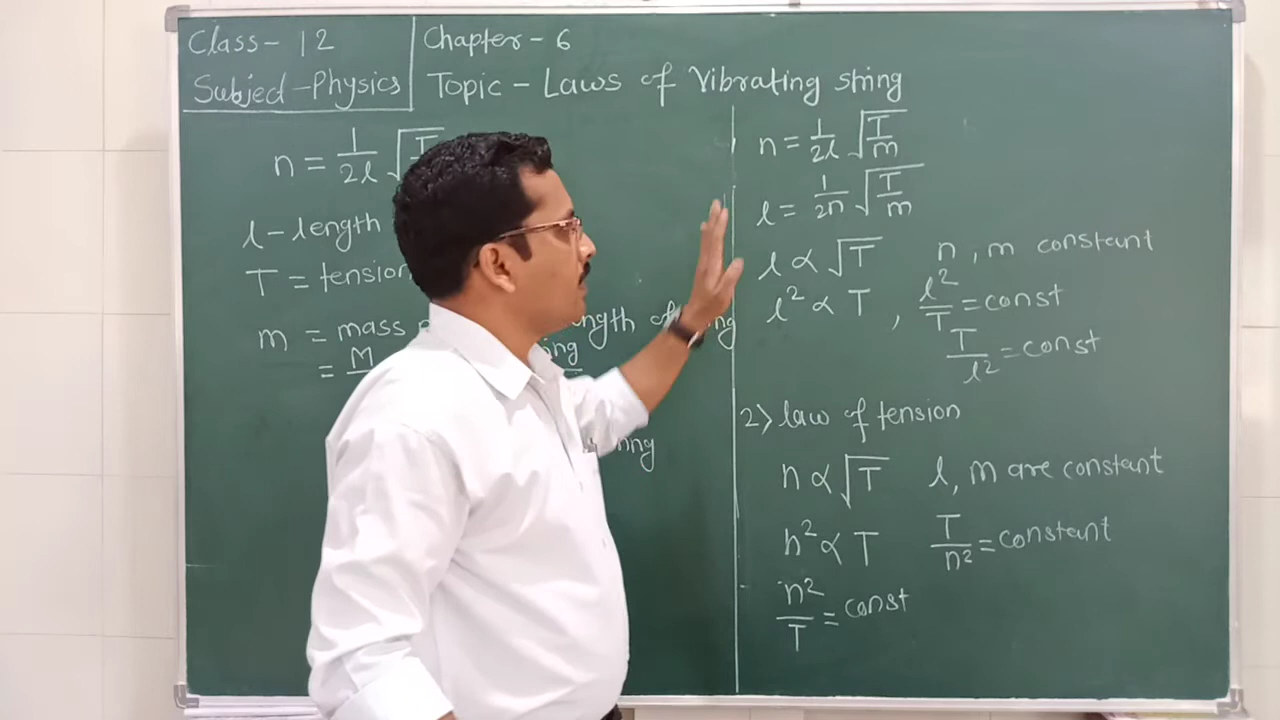 Class - 12
Subject - Physics
Chapter - 6
Topic - Laws of Vibrating string
n = 1/2l √T
l - length
T = tension
m = mass
= M
ngth of
ing
n = 1/2l √T/m
l = 1/2n √T/m
l ∝ √T n, m constant
l² ∝ T , l²/T = const
T/l² = const
2> law of tension
n ∝ √T l, m are constant
n² ∝ T T/n² = constant
n²/T = const